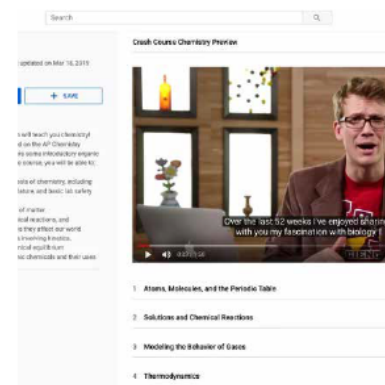 Search
Crash Course Chemistry Preview
updated on Mar 16, 2019
+ SAVE
will teach you chemistry!
on the AP Chemistry
some introductory organic
course, you will be able to:
of chemistry, including
and basic lab safety
of matter
reactions, and
they affect our world
involving kinetics,
equilibrium
chemicals and their uses
Over the last 52 weeks I've enjoyed sharing
with you my fascination with biology
1 Atoms, Molecules, and the Periodic Table
2 Solutions and Chemical Reactions
3 Modeling the Behavior of Gases
4 Thermodynamics